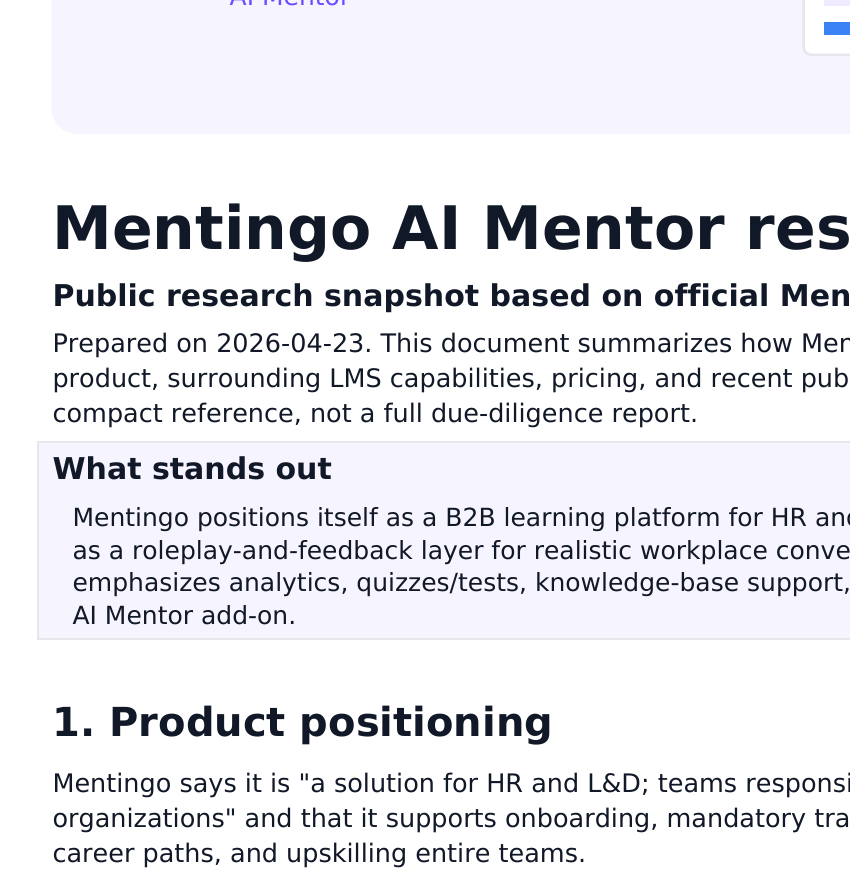 AI Mentor
Mentingo AI Mentor res
Public research snapshot based on official Men
Prepared on 2026-04-23. This document summarizes how Men
product, surrounding LMS capabilities, pricing, and recent pub
compact reference, not a full due-diligence report.
What stands out
Mentingo positions itself as a B2B learning platform for HR and
as a roleplay-and-feedback layer for realistic workplace conve
emphasizes analytics, quizzes/tests, knowledge-base support,
AI Mentor add-on.
1. Product positioning
Mentingo says it is "a solution for HR and L&D; teams responsi
organizations" and that it supports onboarding, mandatory tra
career paths, and upskilling entire teams.